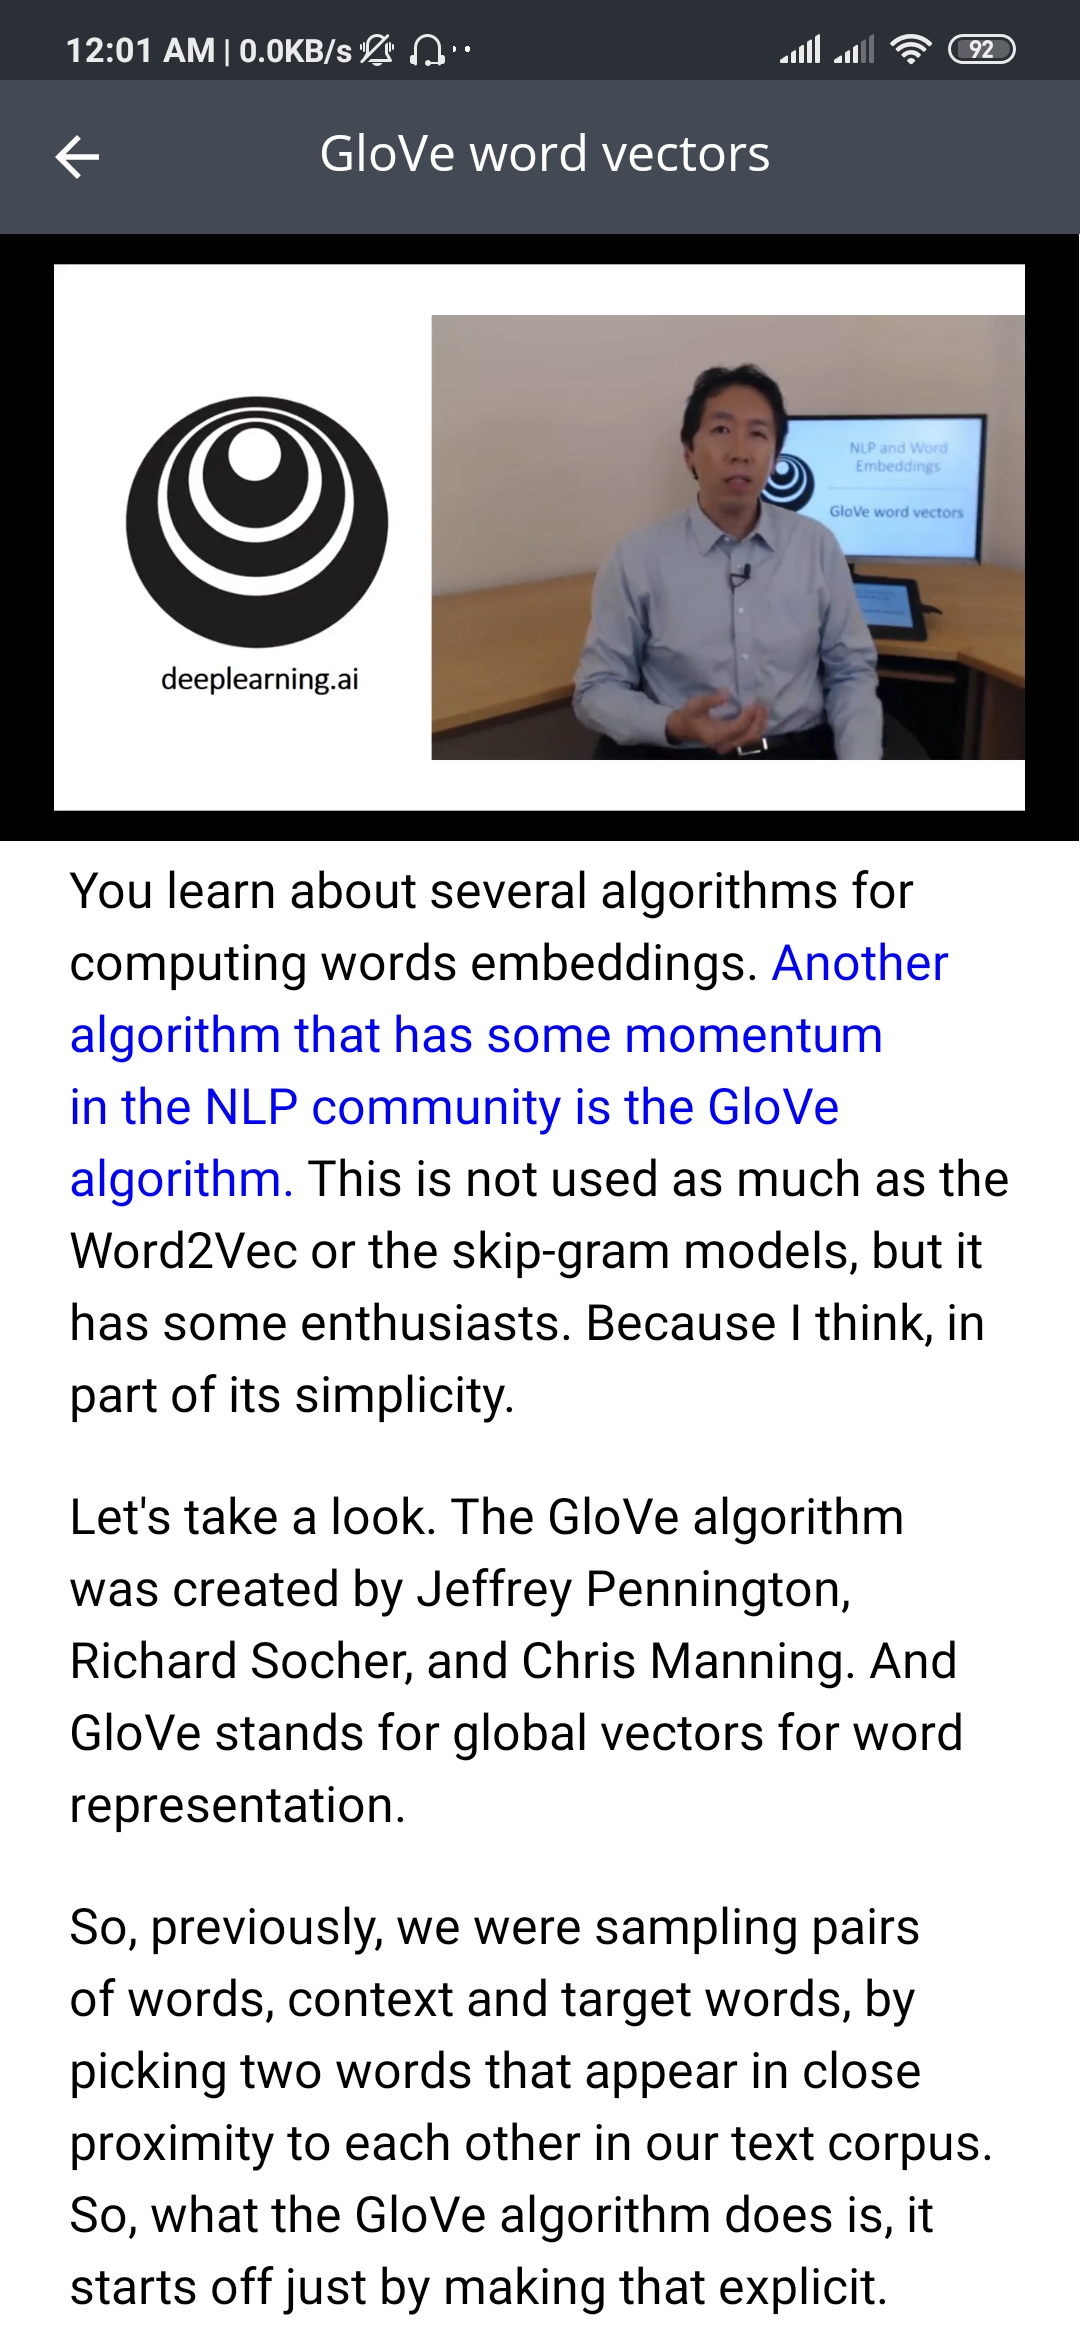 12:01 AM | 0.0KB/s
92
GloVe word vectors
NLP and Word
Embeddings
GloVe word vectors
deeplearning.ai
You learn about several algorithms for
computing words embeddings. Another
algorithm that has some momentum
in the NLP community is the GloVe
algorithm. This is not used as much as the
Word2Vec or the skip-gram models, but it
has some enthusiasts. Because I think, in
part of its simplicity.
Let's take a look. The GloVe algorithm
was created by Jeffrey Pennington,
Richard Socher, and Chris Manning. And
GloVe stands for global vectors for word
representation.
So, previously, we were sampling pairs
of words, context and target words, by
picking two words that appear in close
proximity to each other in our text corpus.
So, what the GloVe algorithm does is, it
starts off just by making that explicit.